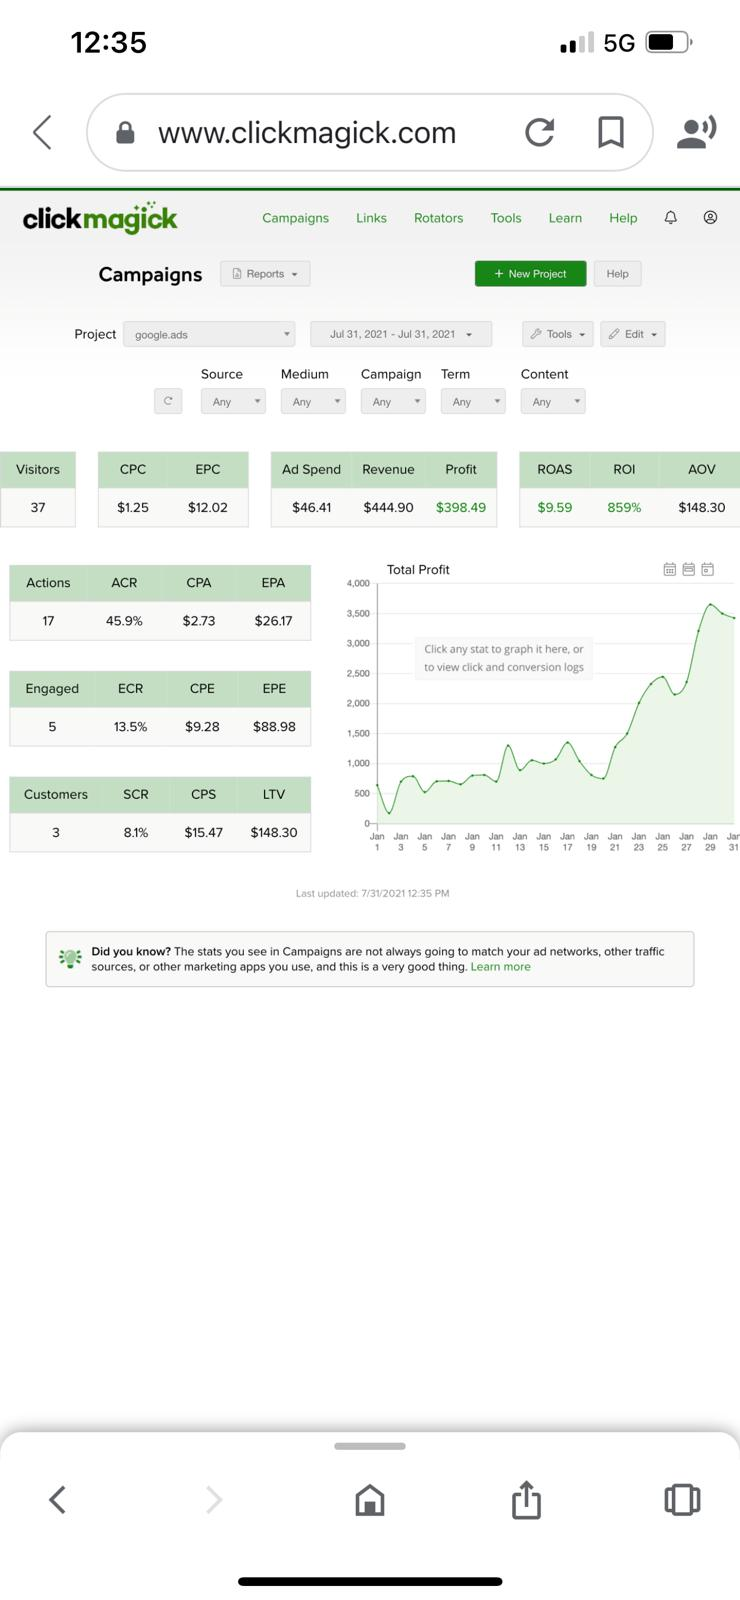 12:35
5G
www.clickmagick.com
clickmagick
Campaigns Links Rotators Tools Learn Help
Campaigns Reports + New Project Help
Project google.ads Jul 31, 2021 - Jul 31, 2021 Tools Edit
Source Medium Campaign Term Content
Any Any Any Any Any
Visitors CPC EPC Ad Spend Revenue Profit ROAS ROI AOV
37 $1.25 $12.02 $46.41 $444.90 $398.49 $9.59 859% $148.30
Actions ACR CPA EPA
17 45.9% $2.73 $26.17
Engaged ECR CPE EPE
5 13.5% $9.28 $88.98
Customers SCR CPS LTV
3 8.1% $15.47 $148.30
Total Profit
4,000
3,500
3,000
2,500
2,000
1,500
1,000
500
0
Click any stat to graph it here, or
to view click and conversion logs
Jan Jan Jan Jan Jan Jan Jan Jan Jan Jan Jan Jan Jan Jan Jan Jan
1 3 5 7 9 11 13 15 17 19 21 23 25 27 29 31
Last updated: 7/31/2021 12:35 PM
Did you know? The stats you see in Campaigns are not always going to match your ad networks, other traffic
sources, or other marketing apps you use, and this is a very good thing. Learn more